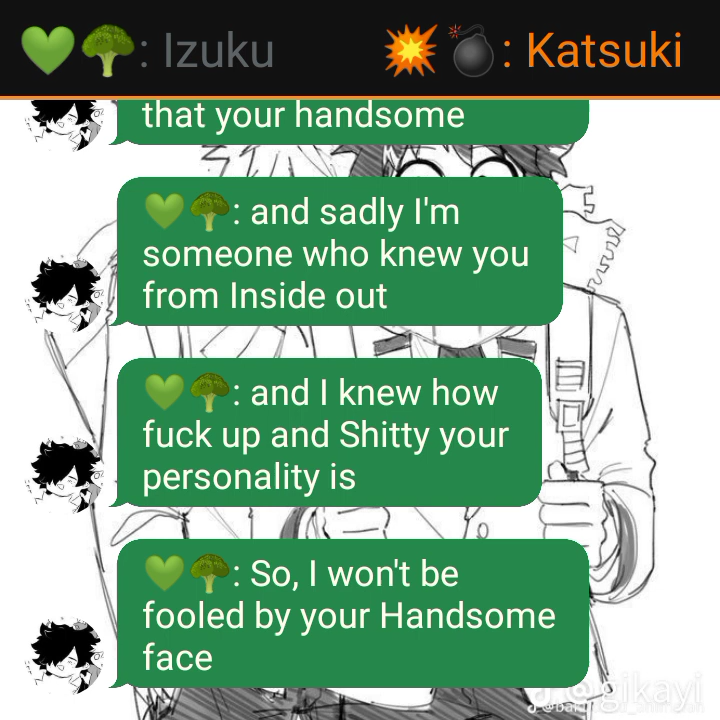 💚🥦: Izuku 💥💣: Katsuki
that your handsome
💚🥦: and sadly I'm
someone who knew you
from Inside out
💚🥦: and I knew how
fuck up and Shitty your
personality is
💚🥦: So, I won't be
fooled by your Handsome
face
@gikayi